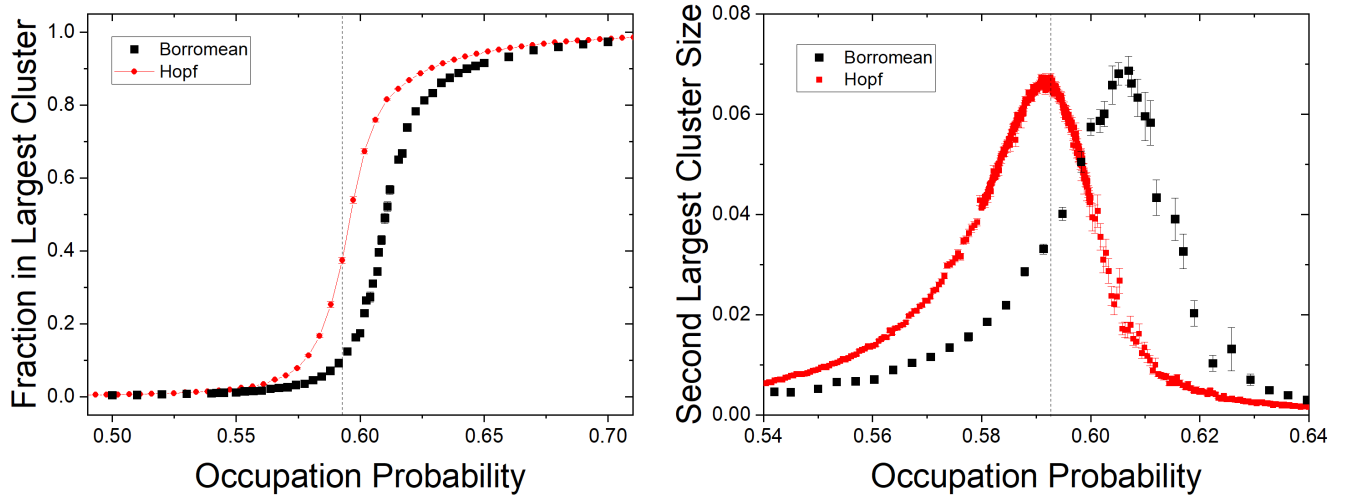 Fraction in Largest Cluster
1.0
0.8
0.6
0.4
0.2
0.0
Borromean
Hopf
0.50
0.55
0.60
0.65
0.70
Occupation Probability
Second Largest Cluster Size
0.08
0.06
0.04
0.02
0.00
Borromean
Hopf
0.54
0.56
0.58
0.60
0.62
0.64
Occupation Probability